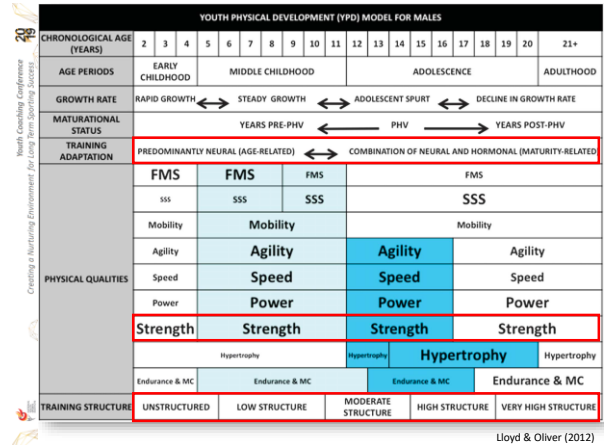 YOUTH PHYSICAL DEVELOPMENT (YPD) MODEL FOR MALES
CHRONOLOGICAL AGE (YEARS) 2 3 4 5 6 7 8 9 10 11 12 13 14 15 16 17 18 19 20 21+
AGE PERIODS EARLY CHILDHOOD MIDDLE CHILDHOOD ADOLESCENCE ADULTHOOD
GROWTH RATE RAPID GROWTH STEADY GROWTH ADOLESCENT SPURT DECLINE IN GROWTH RATE
MATURATIONAL STATUS YEARS PRE-PHV PHV YEARS POST-PHV
TRAINING ADAPTATION PREDOMINANTLY NEURAL (AGE-RELATED) COMBINATION OF NEURAL AND HORMONAL (MATURITY-RELATED)
PHYSICAL QUALITIES
FMS FMS FMS FMS
SSS SSS SSS SSS
Mobility Mobility Mobility
Agility Agility Agility Agility
Speed Speed Speed Speed
Power Power Power Power
Strength Strength Strength Strength
Hypertrophy Hypertrophy Hypertrophy Hypertrophy
Endurance & MC Endurance & MC Endurance & MC Endurance & MC
TRAINING STRUCTURE UNSTRUCTURED LOW STRUCTURE MODERATE STRUCTURE HIGH STRUCTURE VERY HIGH STRUCTURE
Lloyd & Oliver (2012)
2019
Youth Coaching Conference
Creating a Nurturing Environment for Long Term Sporting Success